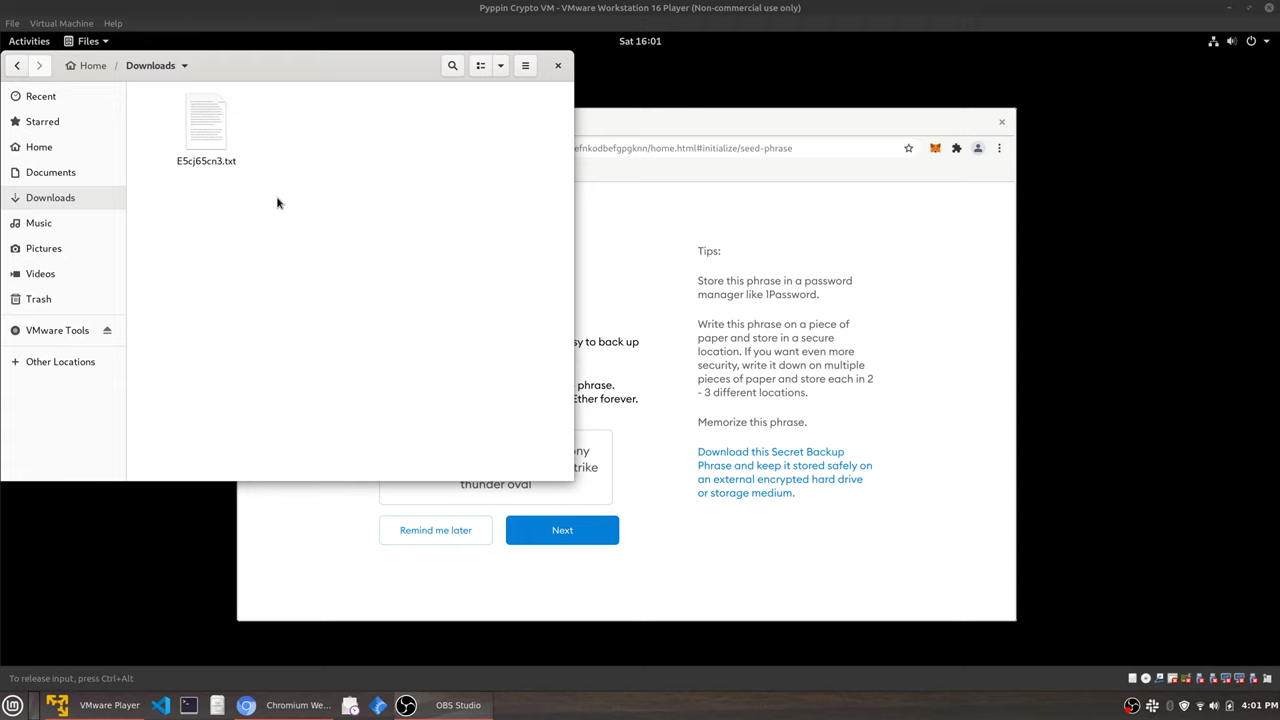 Pyppin Crypto VM - VMware Workstation 16 Player (Non-commercial use only)
File Virtual Machine Help
Activities Files Sat 16:01
Home / Downloads
Recent
Starred
Home
Documents
Downloads
Music
Pictures
Videos
Trash
VMware Tools
Other Locations
E5cj65cn3.txt
efnkodbefgpgknn/home.html#initialize/seed-phrase
sy to back up
phrase.
Ether forever.
ny
trike
thunder oval
Remind me later
Next
Tips:
Store this phrase in a password
manager like 1Password.
Write this phrase on a piece of
paper and store in a secure
location. If you want even more
security, write it down on multiple
pieces of paper and store each in 2
- 3 different locations.
Memorize this phrase.
Download this Secret Backup
Phrase and keep it stored safely on
an external encrypted hard drive
or storage medium.
To release input, press Ctrl+Alt
VMware Player
Chromium We...
OBS Studio
4:01 PM